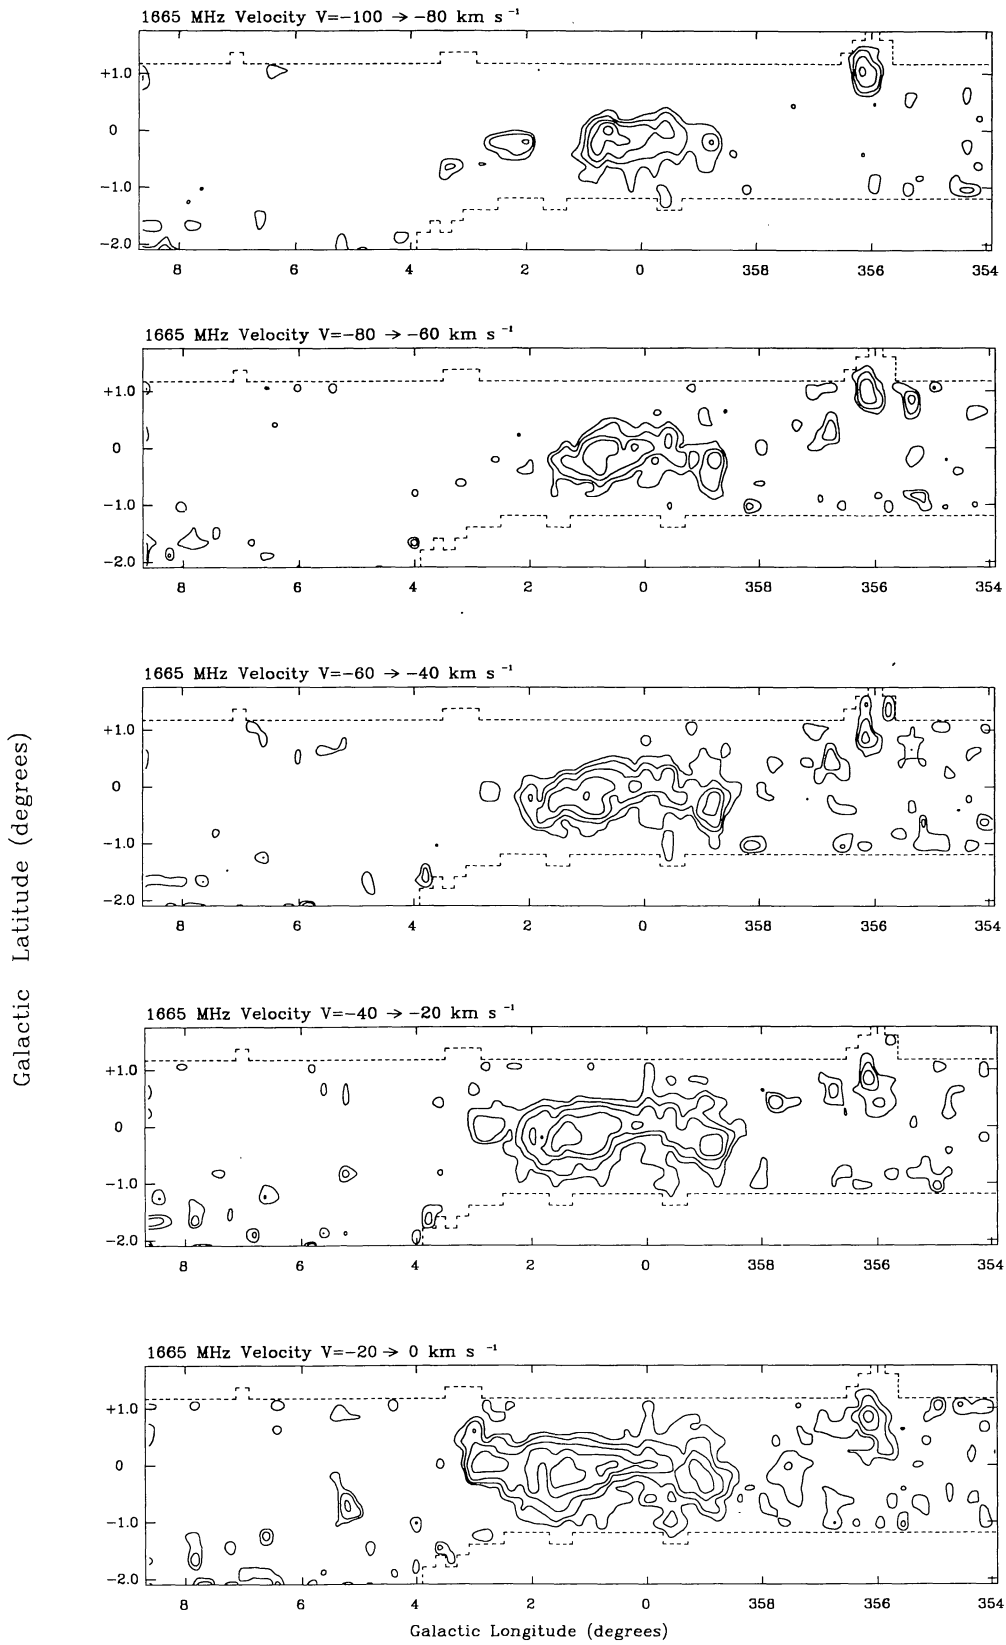 1665 MHz Velocity V=−100 → −80 km s⁻¹
+1.0
0
−1.0
−2.0
8 6 4 2 0 358 356 354
1665 MHz Velocity V=−80 → −60 km s⁻¹
+1.0
0
−1.0
−2.0
8 6 4 2 0 358 356 354
1665 MHz Velocity V=−60 → −40 km s⁻¹
+1.0
0
−1.0
−2.0
8 6 4 2 0 358 356 354
Galactic Latitude (degrees)
1665 MHz Velocity V=−40 → −20 km s⁻¹
+1.0
0
−1.0
−2.0
8 6 4 2 0 358 356 354
1665 MHz Velocity V=−20 → 0 km s⁻¹
+1.0
0
−1.0
−2.0
8 6 4 2 0 358 356 354
Galactic Longitude (degrees)